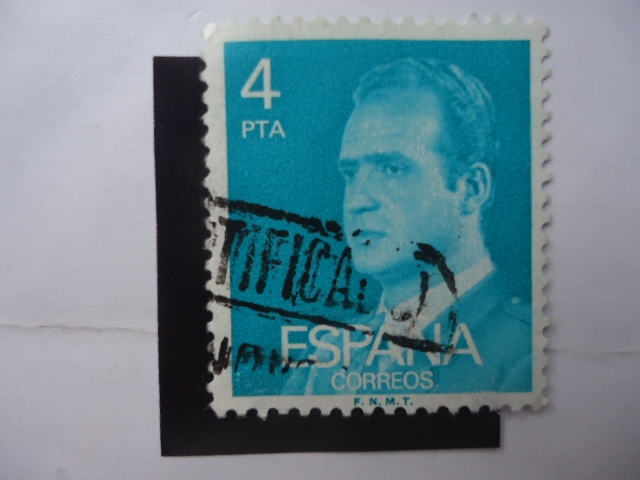 4
PTA
TIFICA
ESPAÑA
CORREOS
F. N. M. T.